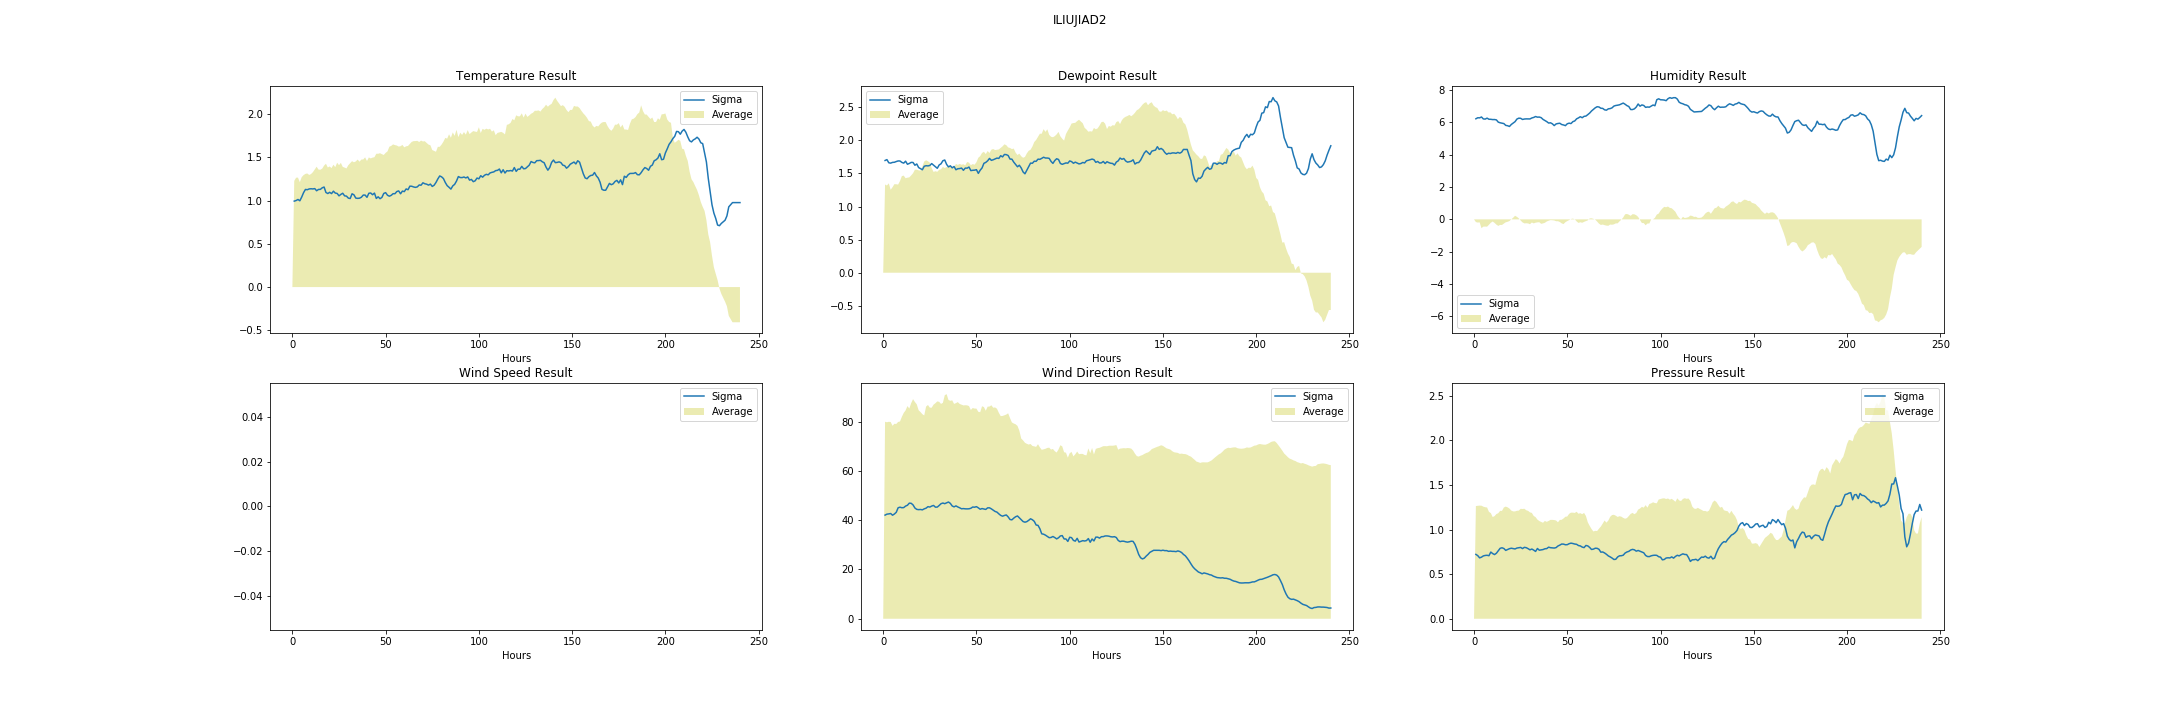 ILIUJIAD2
Temperature Result
Sigma
Average
2.0
1.5
1.0
0.5
0.0
−0.5
0 50 100 150 200 250
Hours
Dewpoint Result
Sigma
Average
2.5
2.0
1.5
1.0
0.5
0.0
−0.5
0 50 100 150 200 250
Hours
Humidity Result
8
6
4
2
0
−2
−4
−6
Sigma
Average
0 50 100 150 200 250
Hours
Wind Speed Result
Sigma
Average
0.04
0.02
0.00
−0.02
−0.04
0 50 100 150 200 250
Hours
Wind Direction Result
Sigma
Average
80
60
40
20
0
0 50 100 150 200 250
Hours
Pressure Result
Sigma
Average
2.5
2.0
1.5
1.0
0.5
0.0
0 50 100 150 200 250
Hours